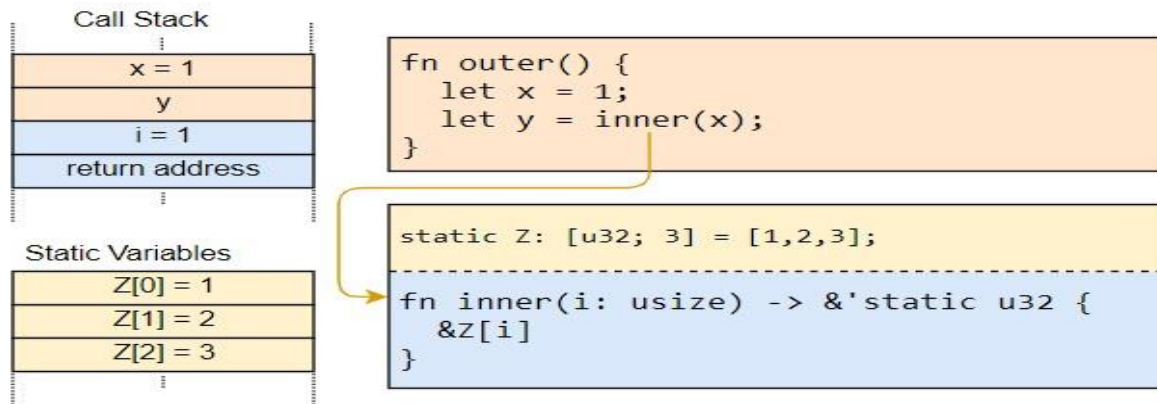 Call Stack
x = 1
y
i = 1
return address
Static Variables
Z[0] = 1
Z[1] = 2
Z[2] = 3
fn outer() {
  let x = 1;
  let y = inner(x);
}
static Z: [u32; 3] = [1,2,3];
fn inner(i: usize) -> &'static u32 {
  &Z[i]
}